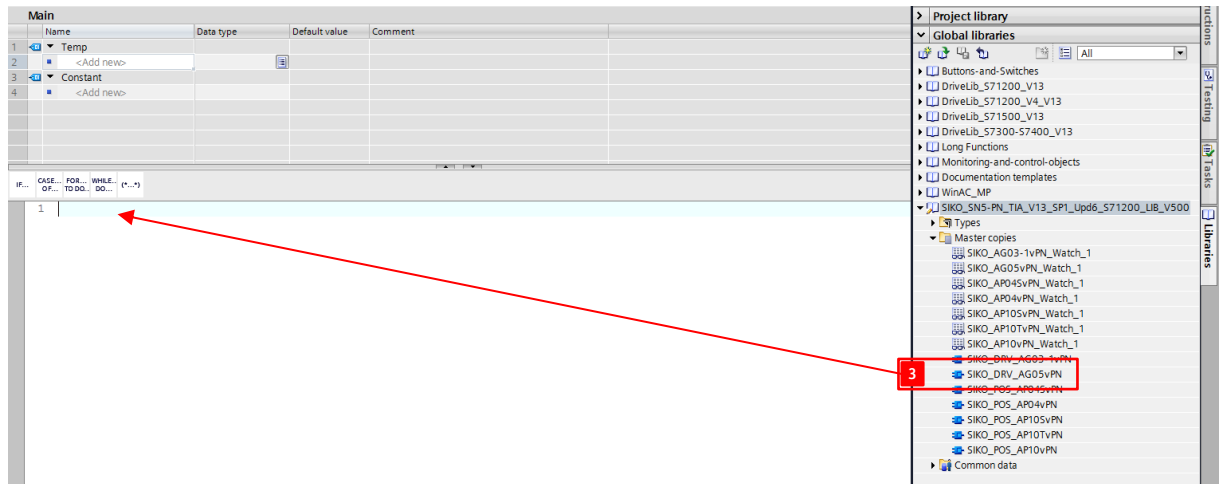 Main
Name Data type Default value Comment
1 Temp
2 <Add new>
3 Constant
4 <Add new>
IF... CASE... OF... FOR... TO DO... WHILE... DO... (*...*)
1
3
Project library
Global libraries
All
Buttons-and-Switches
DriveLib_S71200_V13
DriveLib_S71200_V4_V13
DriveLib_S71500_V13
DriveLib_S7300-S7400_V13
Long Functions
Monitoring-and-control-objects
Documentation templates
WinAC_MP
SIKO_SN5-PN_TIA_V13_SP1_Upd6_S71200_LIB_V500
Types
Master copies
SIKO_AG03-1vPN_Watch_1
SIKO_AG05vPN_Watch_1
SIKO_AP04SvPN_Watch_1
SIKO_AP04vPN_Watch_1
SIKO_AP10SvPN_Watch_1
SIKO_AP10TvPN_Watch_1
SIKO_AP10vPN_Watch_1
SIKO_DRV_AG03-1vPN
SIKO_DRV_AG05vPN
SIKO_POS_AP04SvPN
SIKO_POS_AP04vPN
SIKO_POS_AP10SvPN
SIKO_POS_AP10TvPN
SIKO_POS_AP10vPN
Common data
Testing
Tasks
Libraries